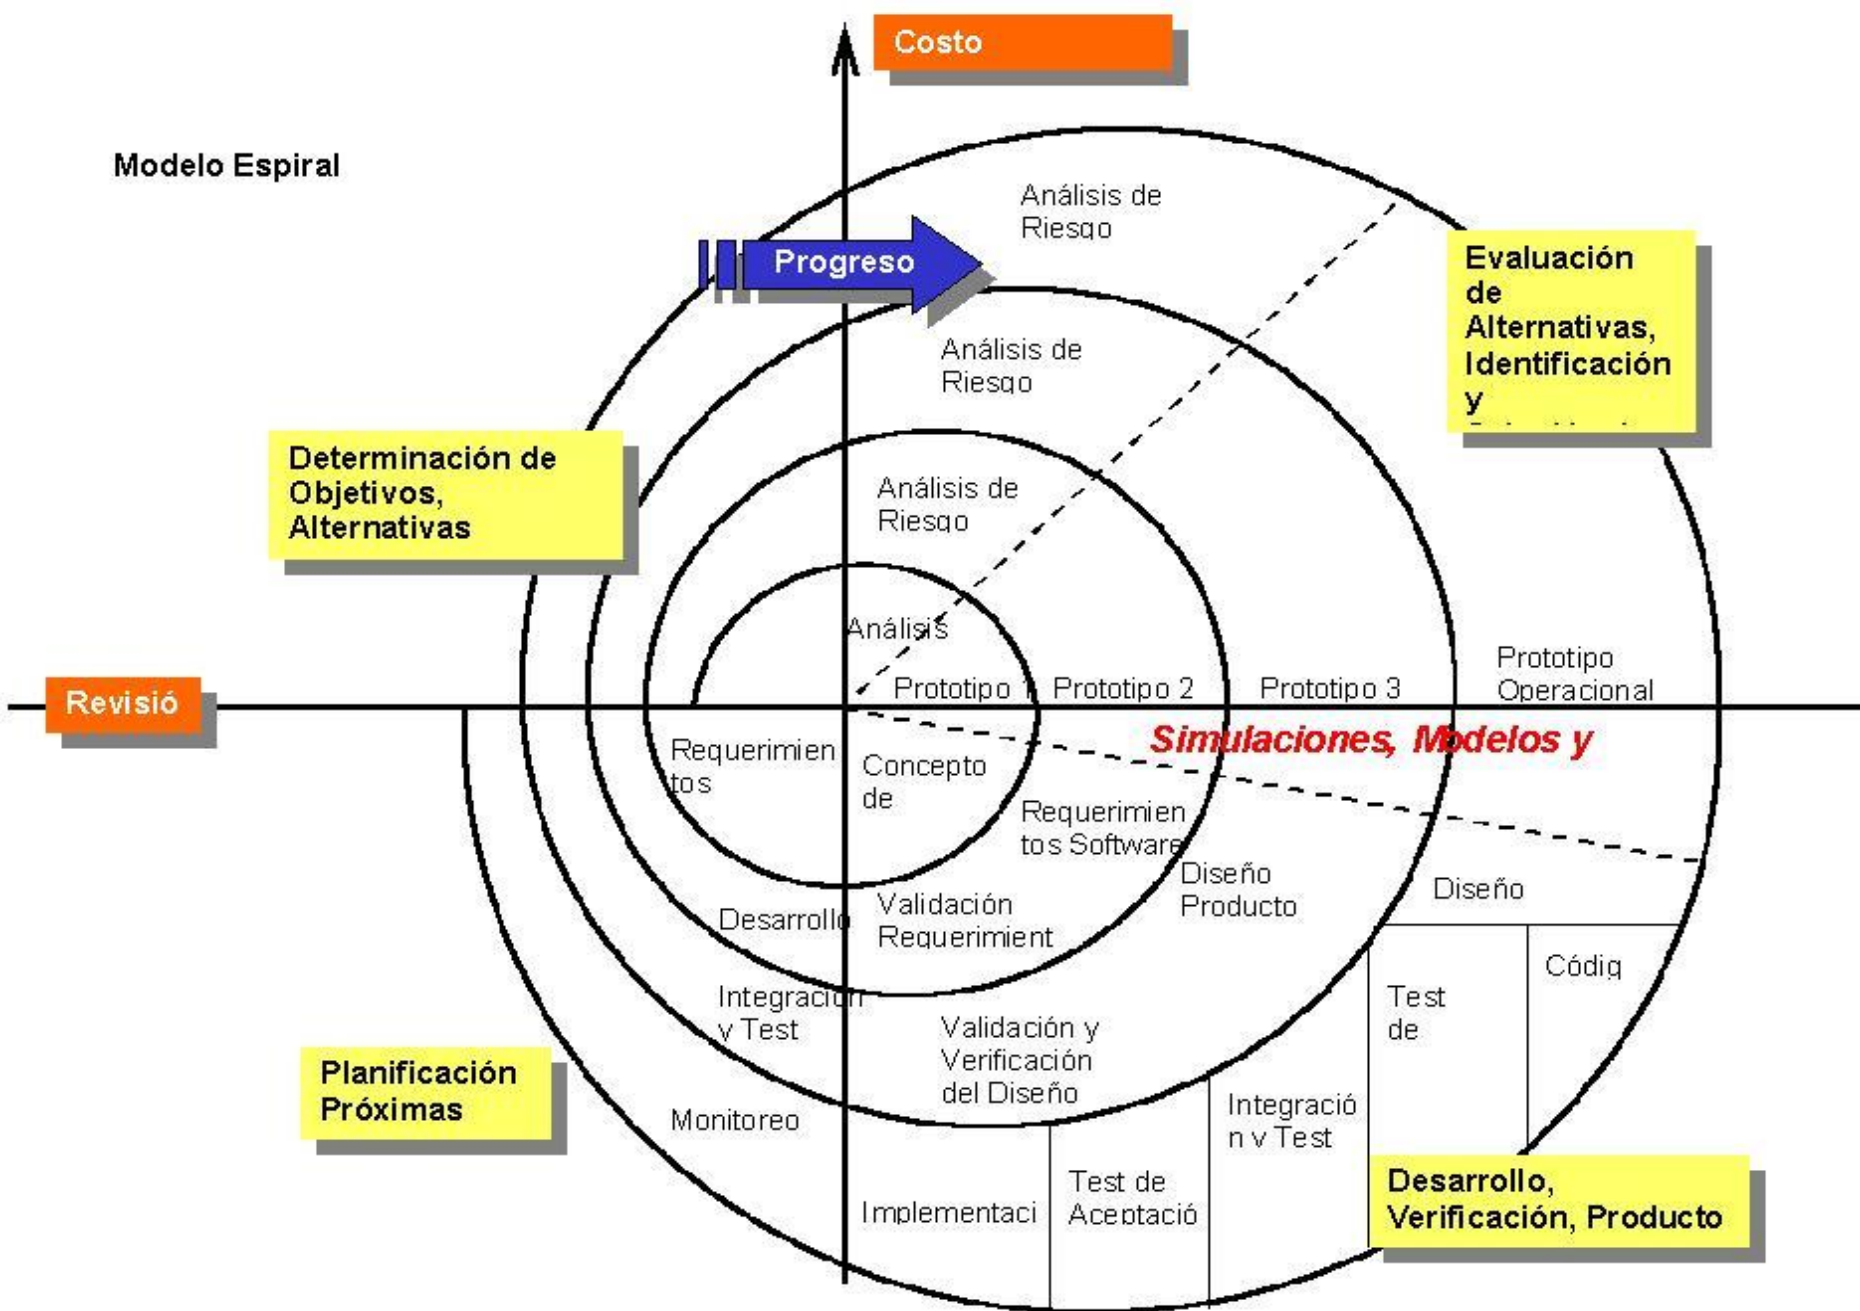 Costo
Modelo Espiral
Análisis de
Riesgo
Progreso
Evaluación
de
Alternativas,
Identificación
y
Análisis de
Riesgo
Determinación de
Objetivos,
Alternativas
Análisis de
Riesgo
Análisis
Prototipo 1
Prototipo 2
Prototipo 3
Prototipo
Operacional
Revisió
Simulaciones, Modelos y
Requerimien
tos
Concepto
de
Requerimien
tos Software
Diseño
Producto
Diseño
Desarrollo
Validación
Requerimient
Códig
Integración
y Test
Test
de
Validación y
Verificación
del Diseño
Planificación
Próximas
Monitoreo
Integració
n y Test
Implementaci
Test de
Aceptació
Desarrollo,
Verificación, Producto